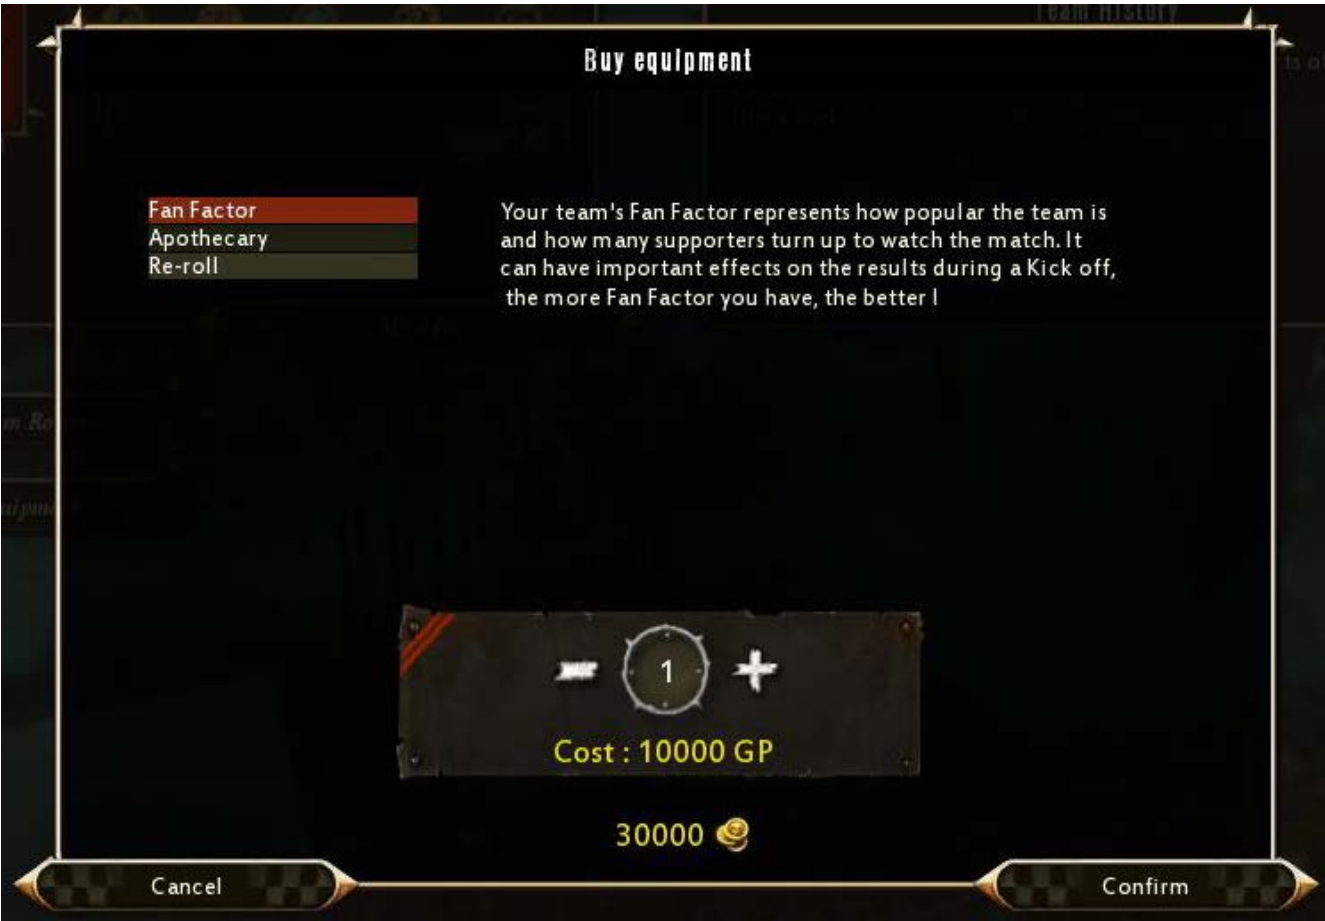 Team History
Buy equipment
Fan Factor
Apothecary
Re-roll
Your team's Fan Factor represents how popular the team is
and how many supporters turn up to watch the match. It
can have important effects on the results during a Kick off,
the more Fan Factor you have, the better !
1
Cost : 10000 GP
30000
Cancel
Confirm